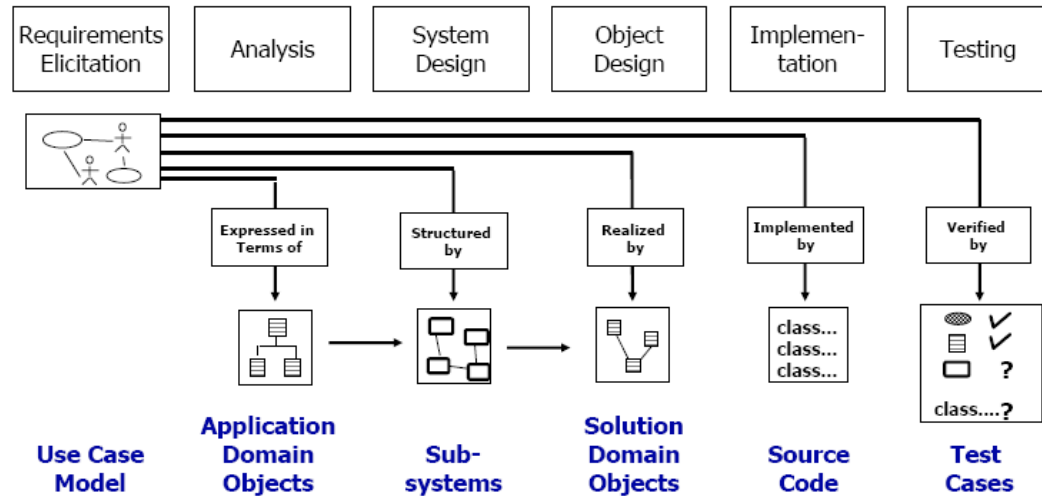 Requirements
Elicitation
Analysis
System
Design
Object
Design
Implemen-
tation
Testing
Expressed in
Terms of
Structured
by
Realized
by
Implemented
by
Verified
by
class...
class...
class...
?
class....?
Use Case
Model
Application
Domain
Objects
Sub-
systems
Solution
Domain
Objects
Source
Code
Test
Cases